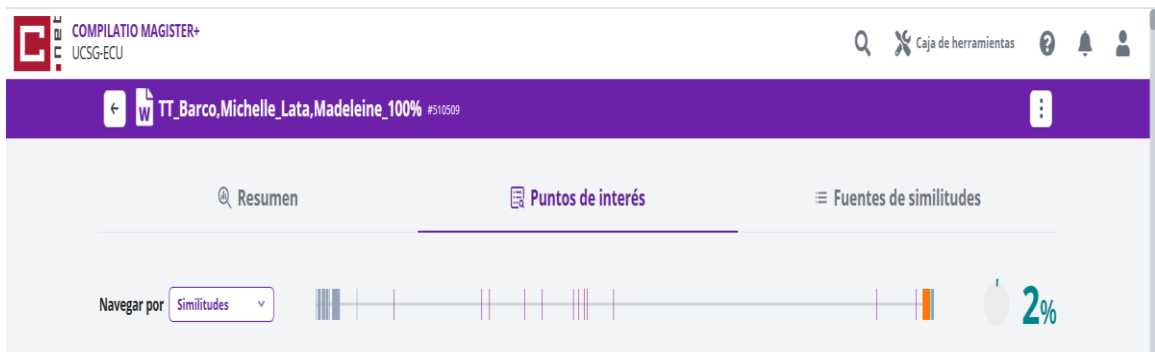 COMPILATIO MAGISTER+
.net
UCSG-ECU
Caja de herramientas
TT_Barco,Michelle_Lata,Madeleine_100% #510509
Resumen
Puntos de interés
Fuentes de similitudes
Navegar por
Similitudes
2%